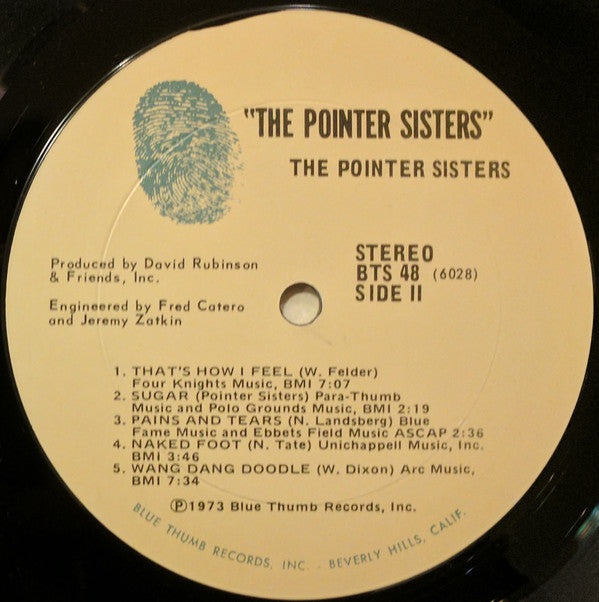 "THE POINTER SISTERS"
THE POINTER SISTERS
Produced by David Rubinson
& Friends, Inc.
Engineered by Fred Catero
and Jeremy Zatkin
STEREO
BTS 48 (6028)
SIDE II
1. THAT'S HOW I FEEL (W. Felder)
Four Knights Music, BMI 7:07
2. SUGAR (Pointer Sisters) Para-Thumb
Music and Polo Grounds Music, BMI 2:19
3. PAINS AND TEARS (N. Landsberg) Blue
Fame Music and Ebbets Field Music ASCAP 2:36
4. NAKED FOOT (N. Tate) Unichappell Music, Inc.
BMI 3:46
5. WANG DANG DOODLE (W. Dixon) Arc Music,
BMI 7:34
Ⓟ1973 Blue Thumb Records, Inc.
BLUE THUMB RECORDS, INC. - BEVERLY HILLS, CALIF.